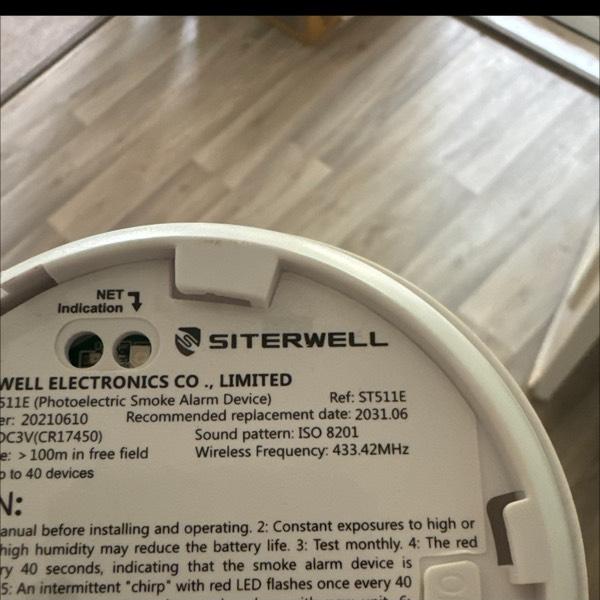 NET
Indication
SITERWELL
WELL ELECTRONICS CO ., LIMITED
511E (Photoelectric Smoke Alarm Device) Ref: ST511E
er: 20210610 Recommended replacement date: 2031.06
DC3V(CR17450) Sound pattern: ISO 8201
e: > 100m in free field Wireless Frequency: 433.42MHz
p to 40 devices
N:
anual before installing and operating. 2: Constant exposures to high or
high humidity may reduce the battery life. 3: Test monthly. 4: The red
ry 40 seconds, indicating that the smoke alarm device is
5: An intermittent "chirp" with red LED flashes once every 40